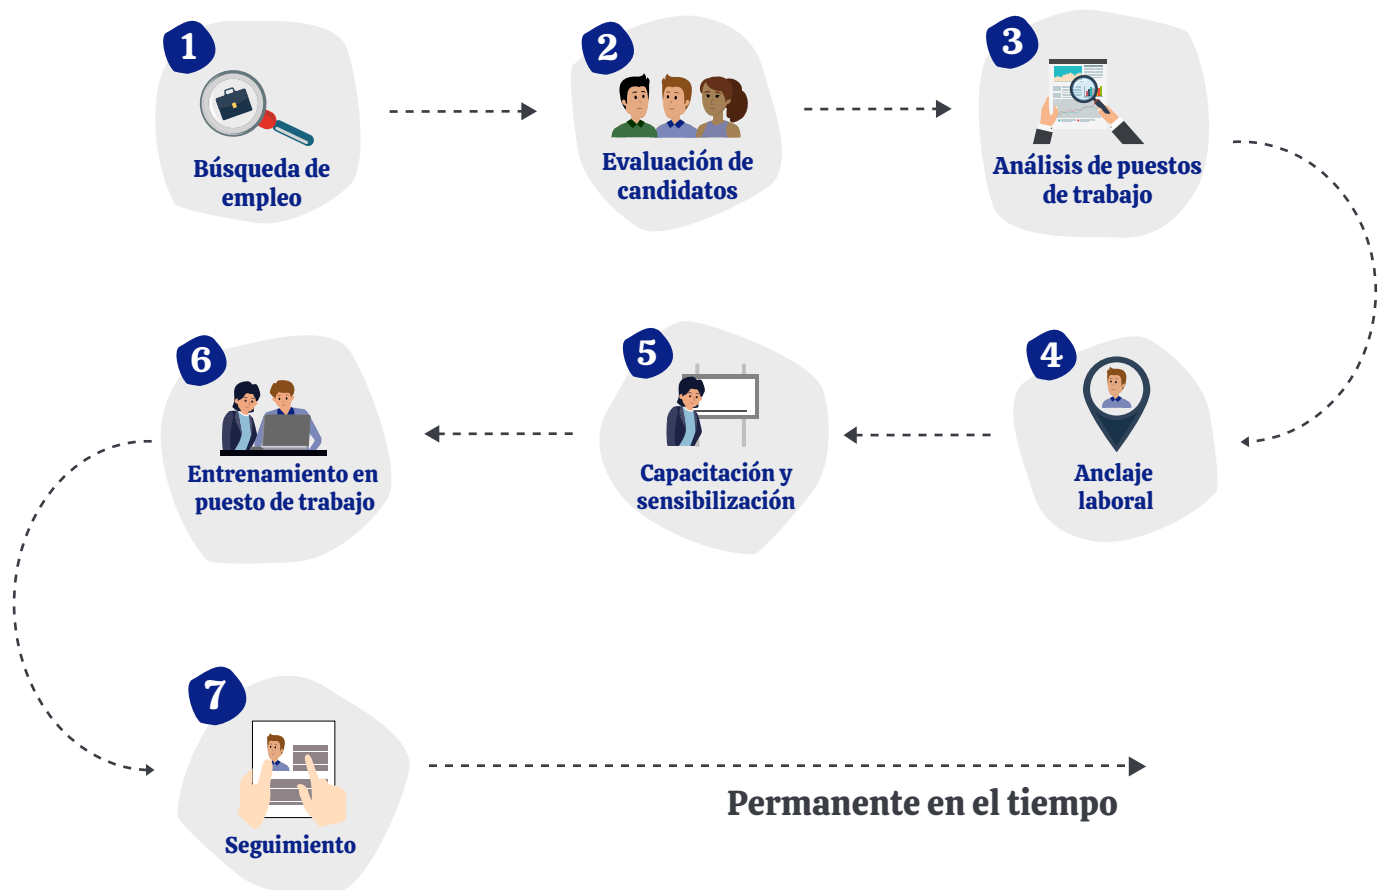 1
Búsqueda de
empleo
2
Evaluación de
candidatos
3
Análisis de puestos
de trabajo
4
Anclaje
laboral
5
Capacitación y
sensibilización
6
Entrenamiento en
puesto de trabajo
7
Seguimiento
Permanente en el tiempo